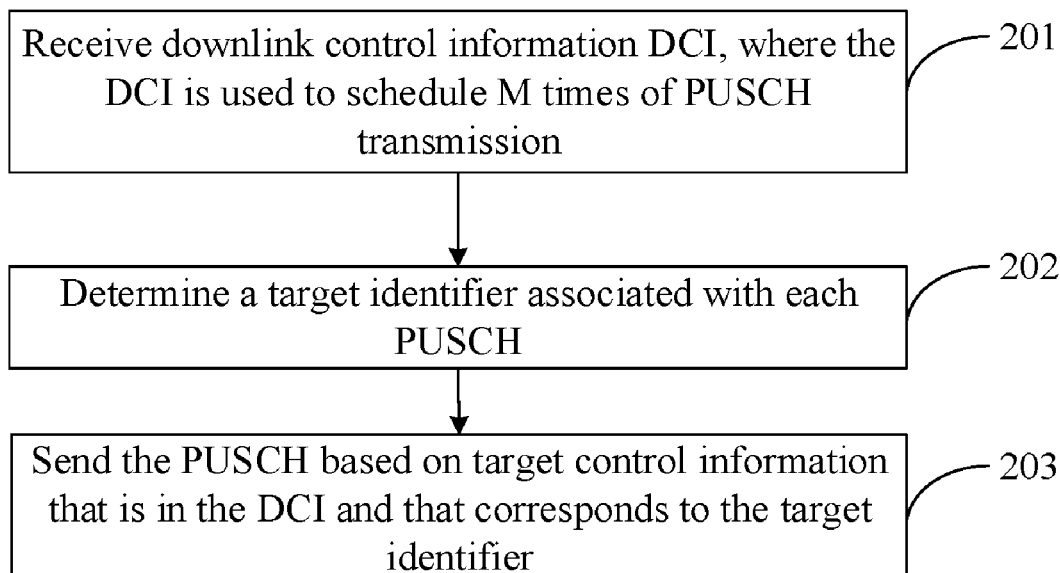 Receive downlink control information DCI, where the
DCI is used to schedule M times of PUSCH
transmission
201
Determine a target identifier associated with each
PUSCH
202
Send the PUSCH based on target control information
that is in the DCI and that corresponds to the target
identifier
203